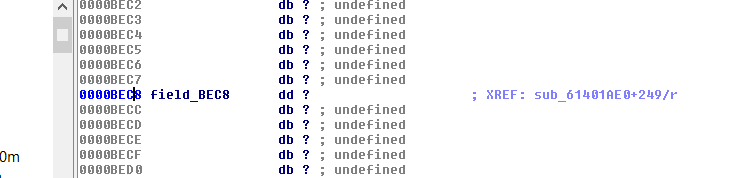 0000BEC2 db ? ; undefined
0000BEC3 db ? ; undefined
0000BEC4 db ? ; undefined
0000BEC5 db ? ; undefined
0000BEC6 db ? ; undefined
0000BEC7 db ? ; undefined
0000BEC8 field_BEC8 dd ? ; XREF: sub_61401AE0+249/r
0000BECC db ? ; undefined
0000BECD db ? ; undefined
0000BECE db ? ; undefined
0000BECF db ? ; undefined
0m
0000BED0 db ? ; undefined